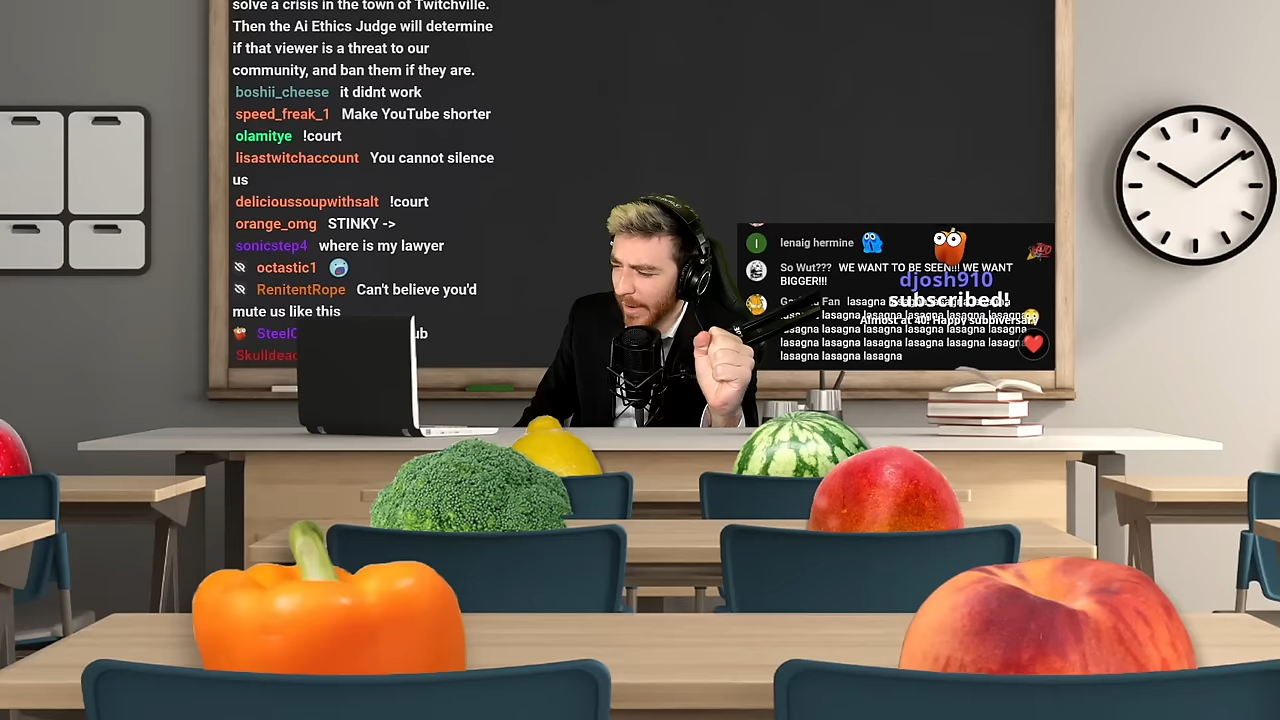 solve a crisis in the town of Twitchville.
Then the Ai Ethics Judge will determine
if that viewer is a threat to our
community, and ban them if they are.
boshii_cheese it didnt work
speed_freak_1 Make YouTube shorter
olamitye !court
lisastwitchaccount You cannot silence
us
delicioussoupwithsalt !court
orange_omg STINKY ->
sonicstep4 where is my lawyer
octastic1
RenitentRope Can't believe you'd
mute us like this
I lenaig hermine
So Wut??? WE WANT TO BE SEEN!!! WE WANT
BIGGER!!!
djosh910
subscribed!
Almost at 40! Happy Subniversary
Fan lasagna
lasagna lasagna lasagna lasagna lasagna lasagna
lasagna lasagna lasagna lasagna lasagna lasagna
lasagna lasagna lasagna